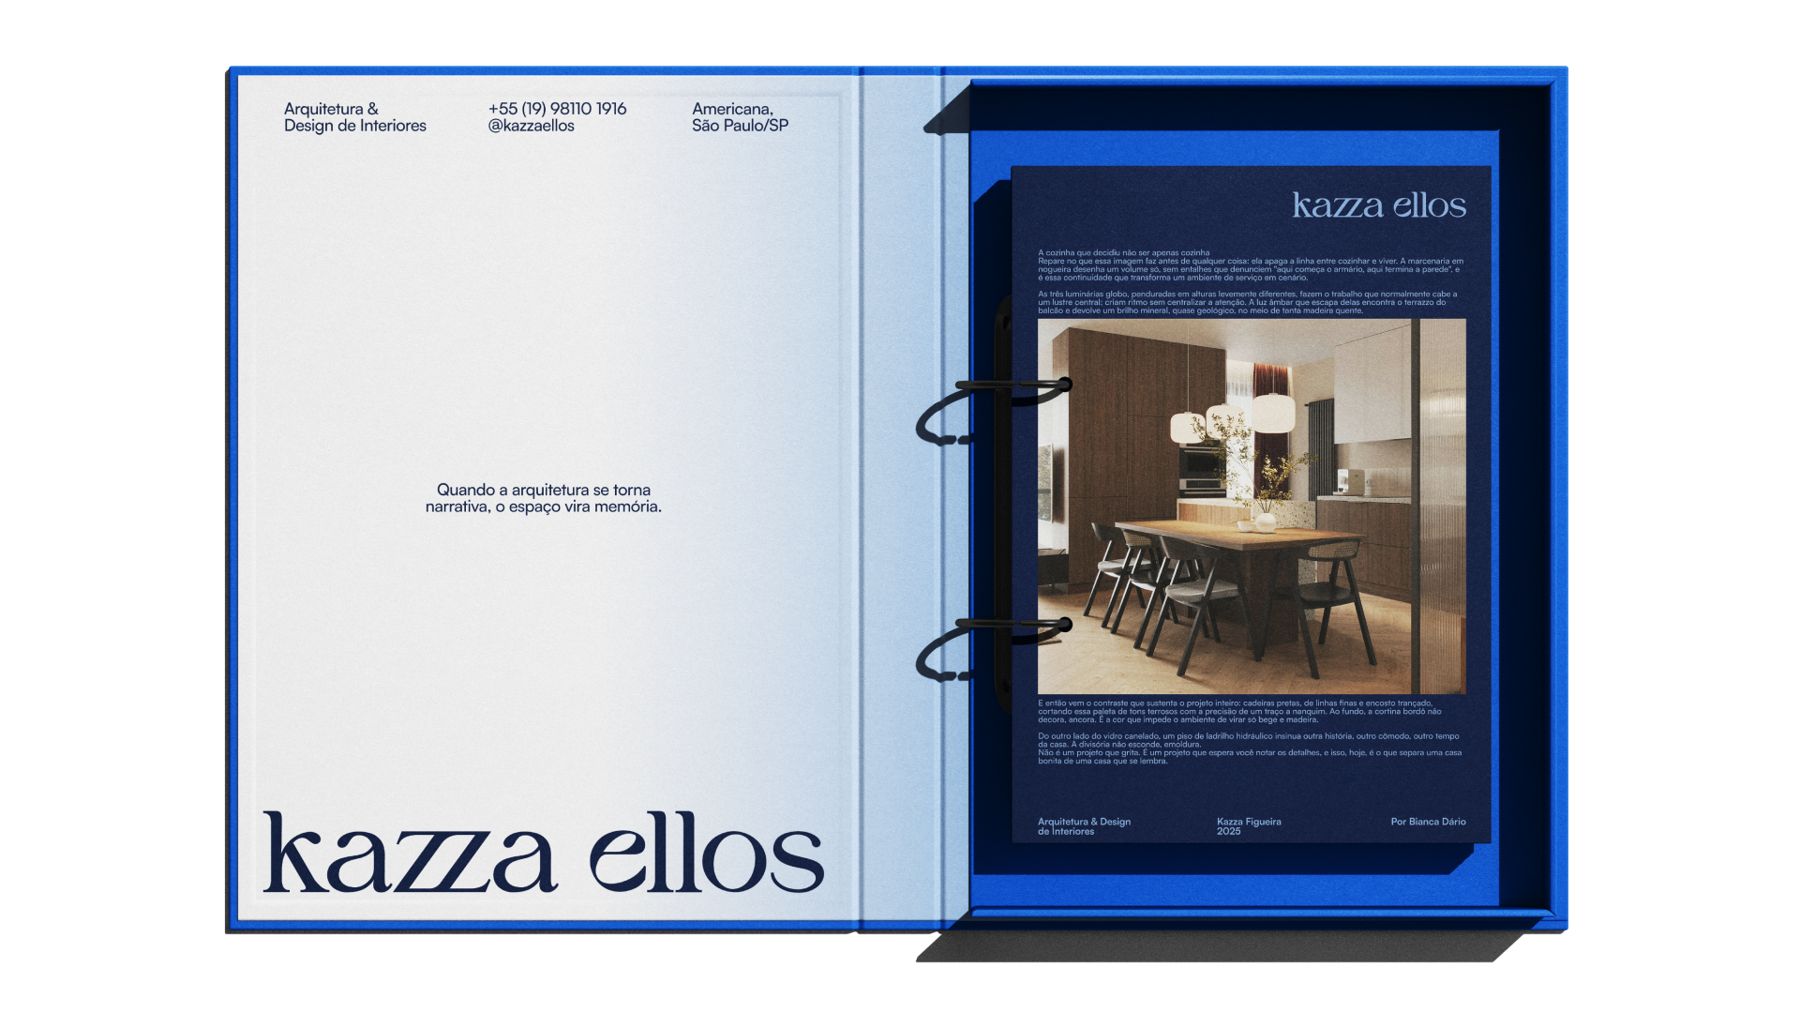 Arquitetura &
Design de Interiores
+55 (19) 98110 1916
@kazzaellos
Americana,
São Paulo/SP
Quando a arquitetura se torna
narrativa, o espaço vira memória.
kazza ellos
kazza ellos
A cozinha que decidiu não ser apenas cozinha
Repare no que essa imagem faz antes de qualquer coisa: ela apaga a linha entre cozinhar e viver. A marcenaria em
nogueira desenha um volume só, sem entalhes que denunciem "aqui começa o armário, aqui termina a parede", e
é essa continuidade que transforma um ambiente de serviço em cenário.
As três luminárias globo, penduradas em alturas levemente diferentes, fazem o trabalho que normalmente cabe a
um lustre central; criam ritmo sem centralizar a atenção. A luz âmbar que escapa delas encontra o terrazzo do
balcão e devolve um brilho mineral, quase geológico, no meio de tanta madeira quente.
E então vem o contraste que sustenta o projeto inteiro: cadeiras pretas, de linhas finas e encosto trançado,
cortando essa paleta de tons terrosos com a precisão de um traço a nanquim. Ao fundo, a cortina bordô não
decora, ancora. É a cor que impede o ambiente de virar só bege e madeira.
Do outro lado do vidro canelado, um piso de ladrilho hidráulico insinua outra história, outro cômodo, outro tempo
da casa. A divisória não esconde, emoldura.
Não é um projeto que grita. É um projeto que espera você notar os detalhes, e isso, hoje, é o que separa uma casa
bonita de uma casa que se lembra.
Arquitetura & Design
de Interiores
Kazza Figueira
2025
Por Bianca Dário